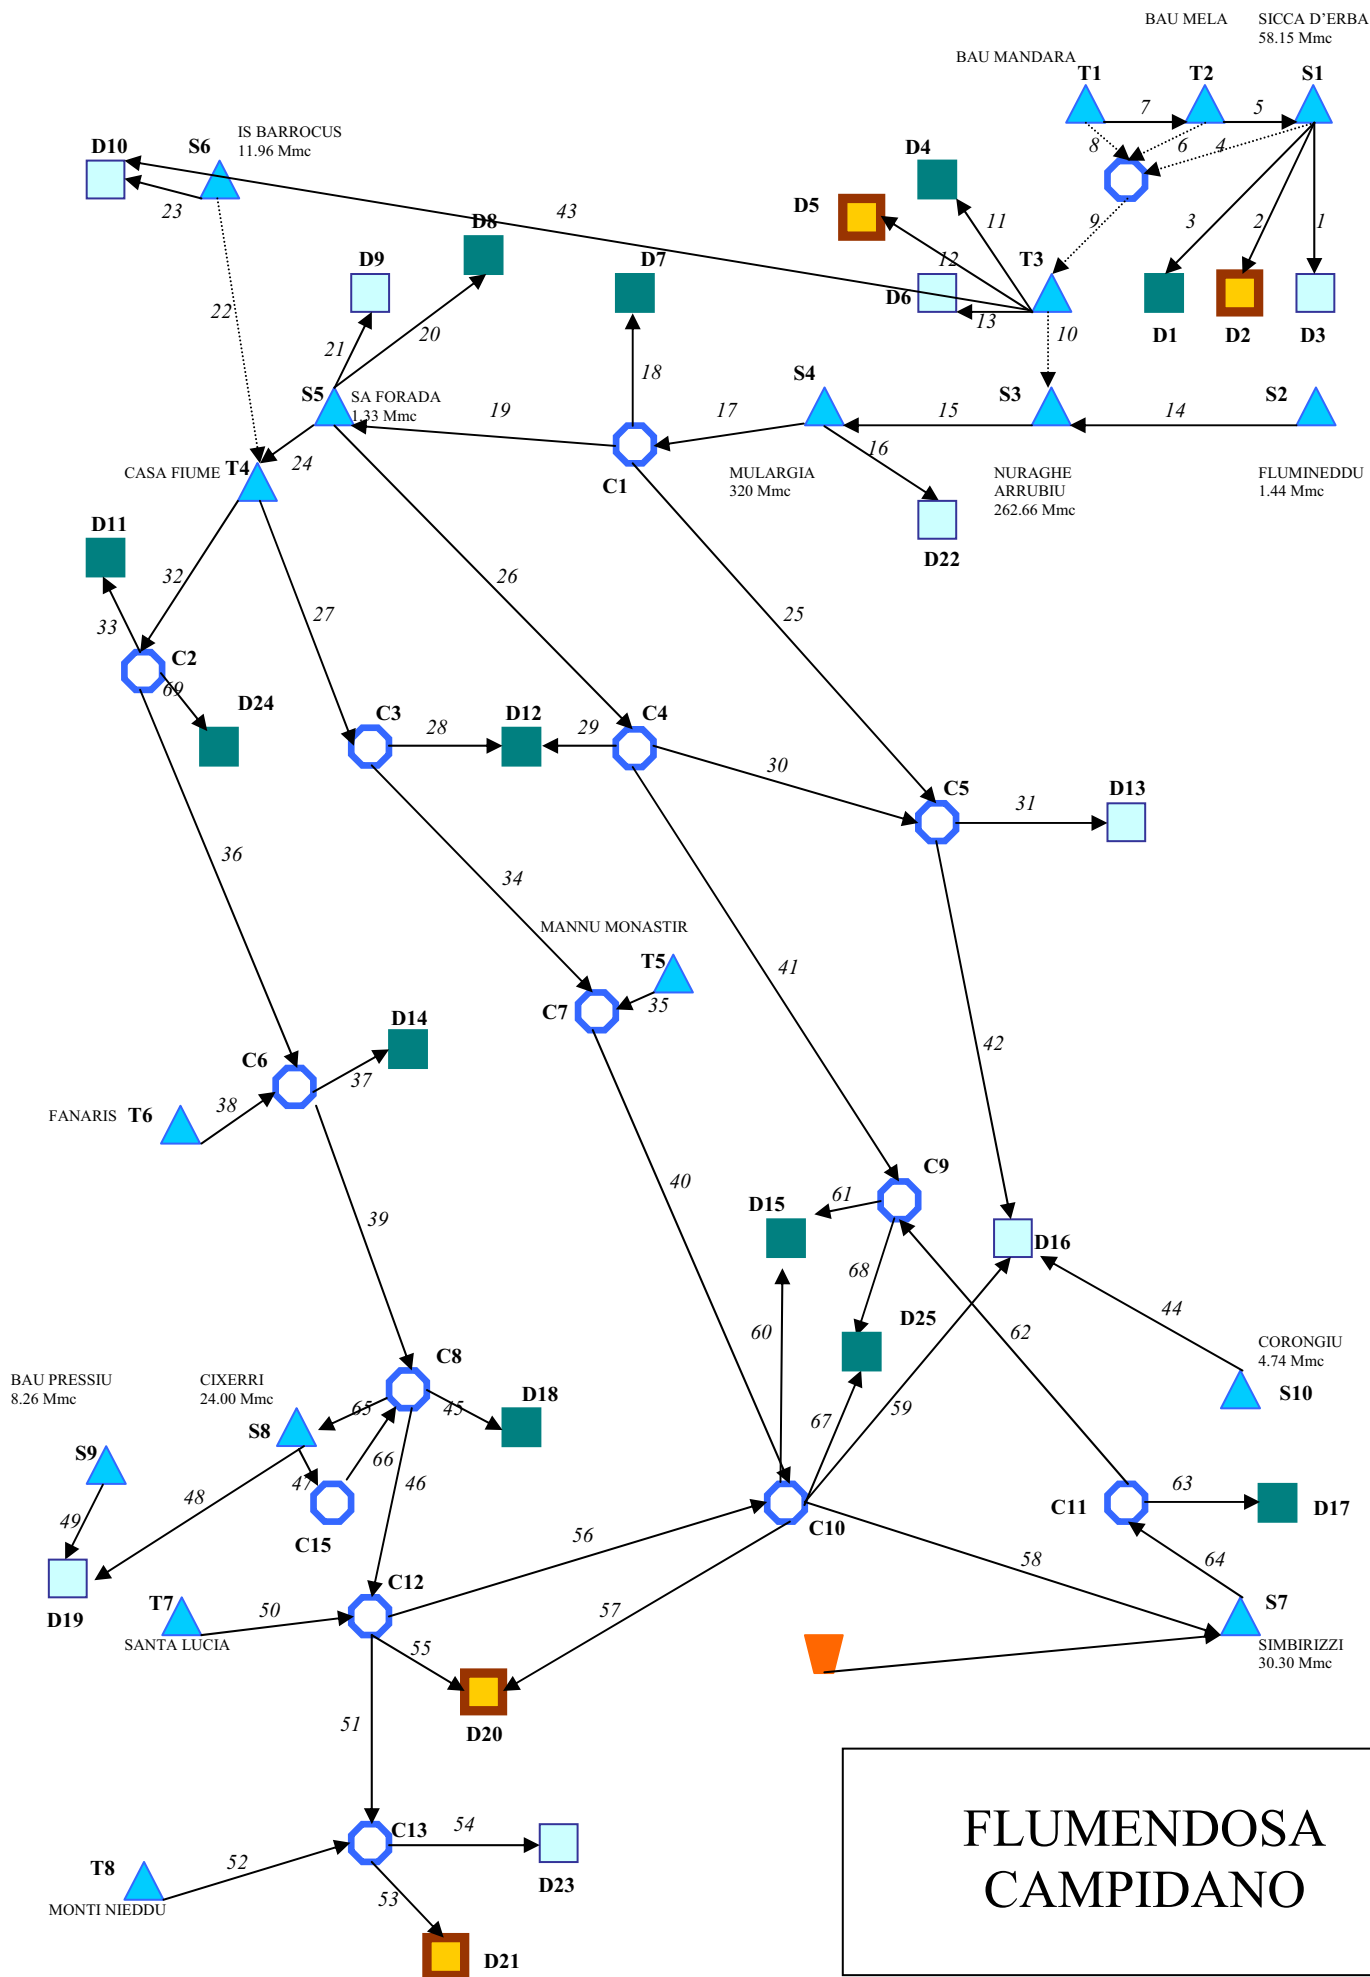 BAU MELA
SICCA D'ERBA
58.15 Mmc
BAU MANDARA
T1
T2
S1
7
5
8
6
4
IS BARROCUS
11.96 Mmc
D10
S6
D4
23
43
D5
11
9
3
2
1
D8
D9
D7
12
T3
D6
13
10
22
21
20
D1
D2
D3
18
S5
SA FORADA
1.33 Mmc
19
S4
17
15
S3
14
S2
16
24
CASA FIUME
T4
C1
MULARGIA
320 Mmc
NURAGHE
ARRUBIU
262.66 Mmc
FLUMINEDDU
1.44 Mmc
D11
D22
32
26
27
25
33
C2
69
D24
C3
28
D12
29
C4
30
C5
31
D13
36
34
MANNU MONASTIR
T5
41
C7
35
D14
C6
37
42
FANARIS
T6
38
40
C9
D15
61
39
D16
68
44
60
D25
62
CORONGIU
4.74 Mmc
C8
BAU PRESSIU
8.26 Mmc
CIXERRI
24.00 Mmc
S10
D18
65
45
59
S8
67
S9
66
46
47
48
C11
63
D17
49
C15
C10
56
58
64
C12
T7
50
57
S7
D19
SANTA LUCIA
55
SIMBIRIZZI
30.30 Mmc
51
D20
FLUMENDOSA
CAMPIDANO
C13
54
T8
52
D23
53
MONTI NIEDDU
D21